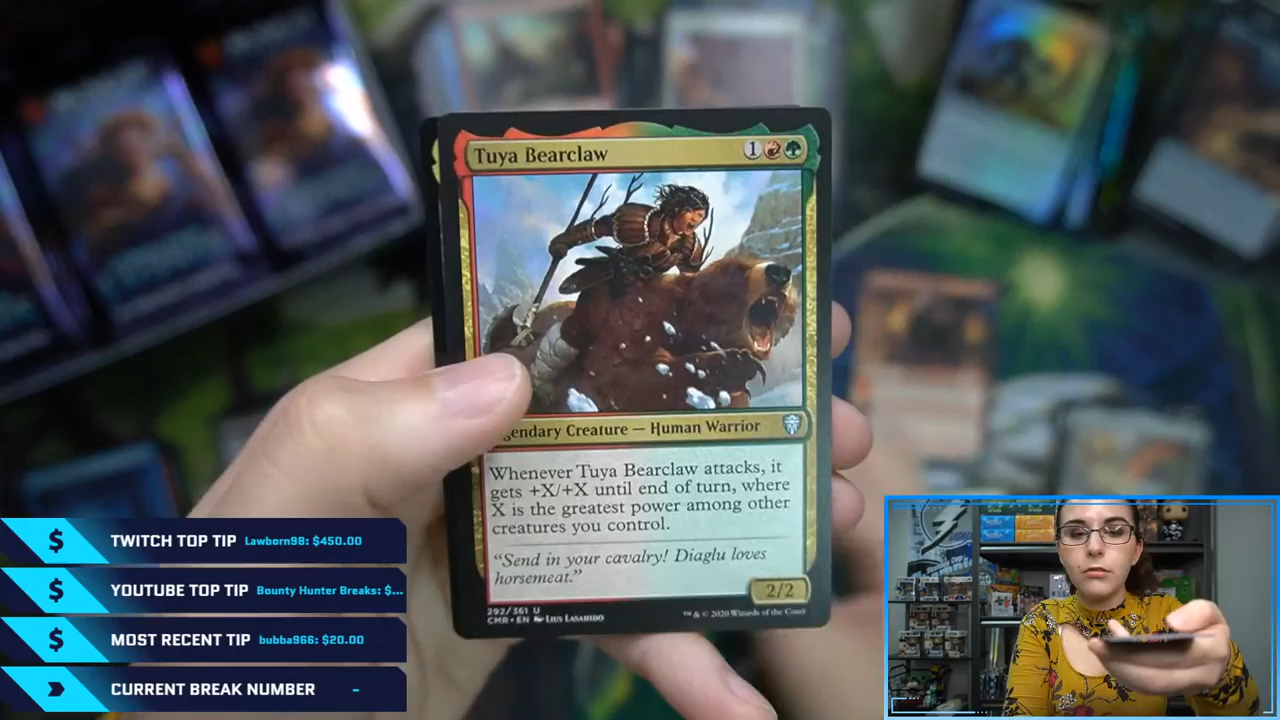 Tuya Bearclaw
1
gendary Creature — Human Warrior
Whenever Tuya Bearclaw attacks, it
gets +X/+X until end of turn, where
X is the greatest power among other
creatures you control.
“Send in your cavalry! Diaglu loves
horsemeat.”
2/2
292/361 U
CMR • EN Lius Lasahido
™ & © 2020 Wizards of the Coast
$ TWITCH TOP TIP Lawborn98: $450.00
$ YOUTUBE TOP TIP Bounty Hunter Breaks: $...
$ MOST RECENT TIP bubba966: $20.00
CURRENT BREAK NUMBER -